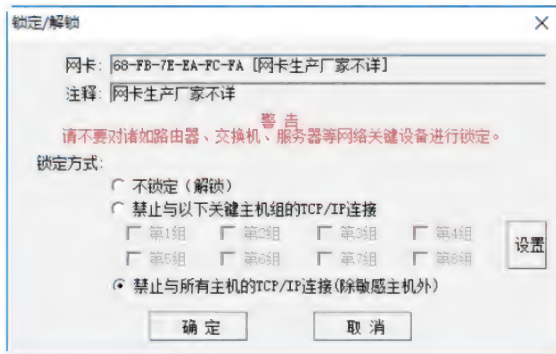 锁定/解锁
网卡: 68-FB-7E-EA-FC-FA [网卡生产厂家不详]
注释: 网卡生产厂家不详
警 告
请不要对诸如路由器、交换机、服务器等网络关键设备进行锁定。
锁定方式:
不锁定(解锁)
禁止与以下关键主机组的TCP/IP连接
第1组 第2组 第3组 第4组
第5组 第6组 第7组 第8组
设置
禁止与所有主机的TCP/IP连接(除敏感主机外)
确 定 取 消